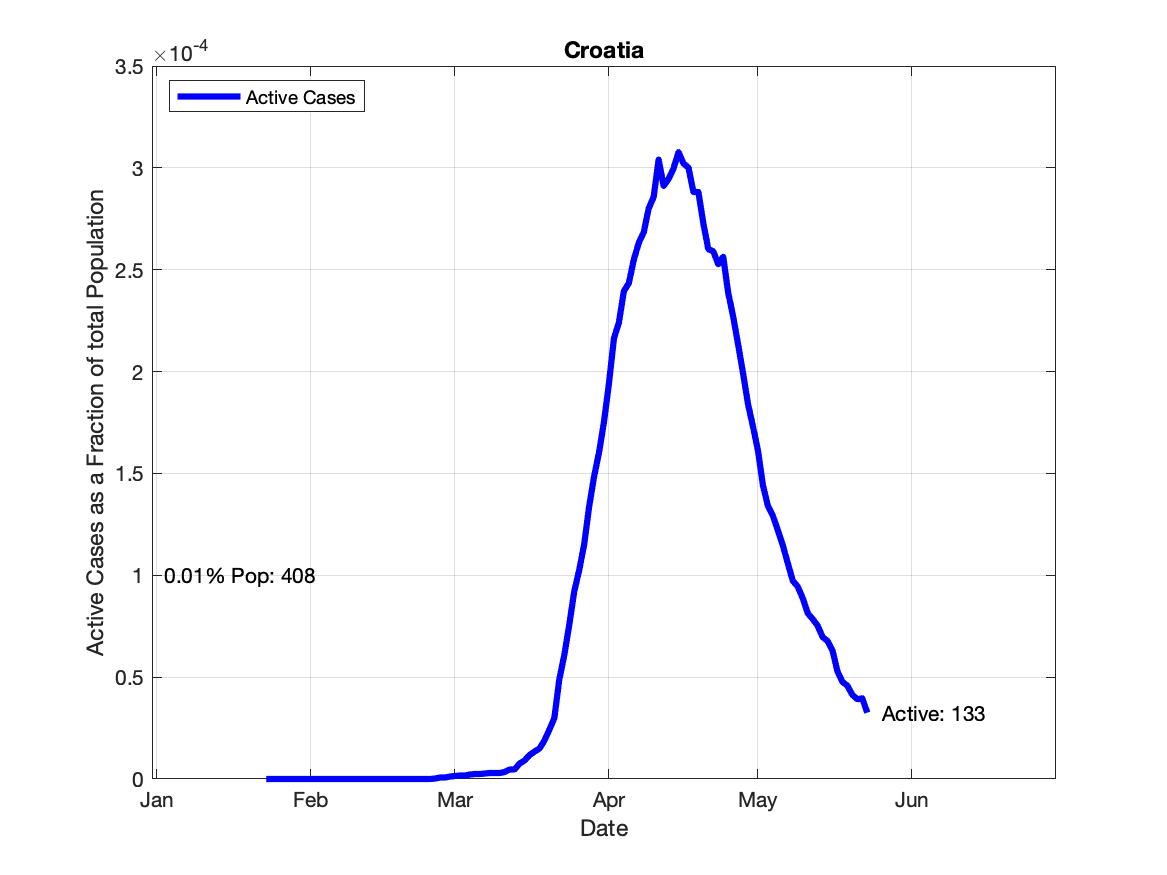 Croatia
×10-4
Active Cases
3.5
3
2.5
2
1.5
1
0.5
0
0.01% Pop: 408
Active: 133
Active Cases as a Fraction of total Population
Jan Feb Mar Apr May Jun
Date